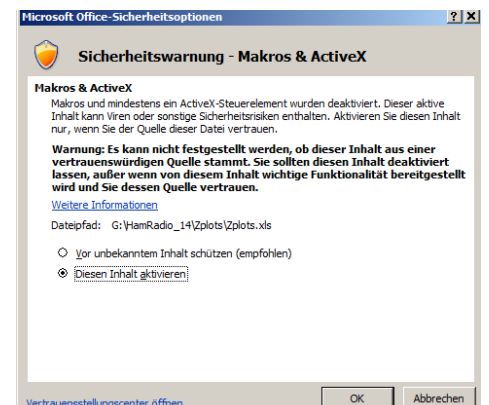 Microsoft Office-Sicherheitsoptionen
Sicherheitswarnung - Makros & ActiveX
Makros & ActiveX
Makros und mindestens ein ActiveX-Steuerelement wurden deaktiviert. Dieser aktive
Inhalt kann Viren oder sonstige Sicherheitsrisiken enthalten. Aktivieren Sie diesen Inhalt
nur, wenn Sie der Quelle dieser Datei vertrauen.
Warnung: Es kann nicht festgestellt werden, ob dieser Inhalt aus einer
vertrauenswürdigen Quelle stammt. Sie sollten diesen Inhalt deaktiviert
lassen, außer wenn von diesem Inhalt wichtige Funktionalität bereitgestellt
wird und Sie dessen Quelle vertrauen.
Weitere Informationen
Dateipfad: G:\HamRadio_14\Zplots\Zplots.xls
Vor unbekanntem Inhalt schützen (empfohlen)
Diesen Inhalt aktivieren
Vertrauensstellungscenter öffnen
OK
Abbrechen